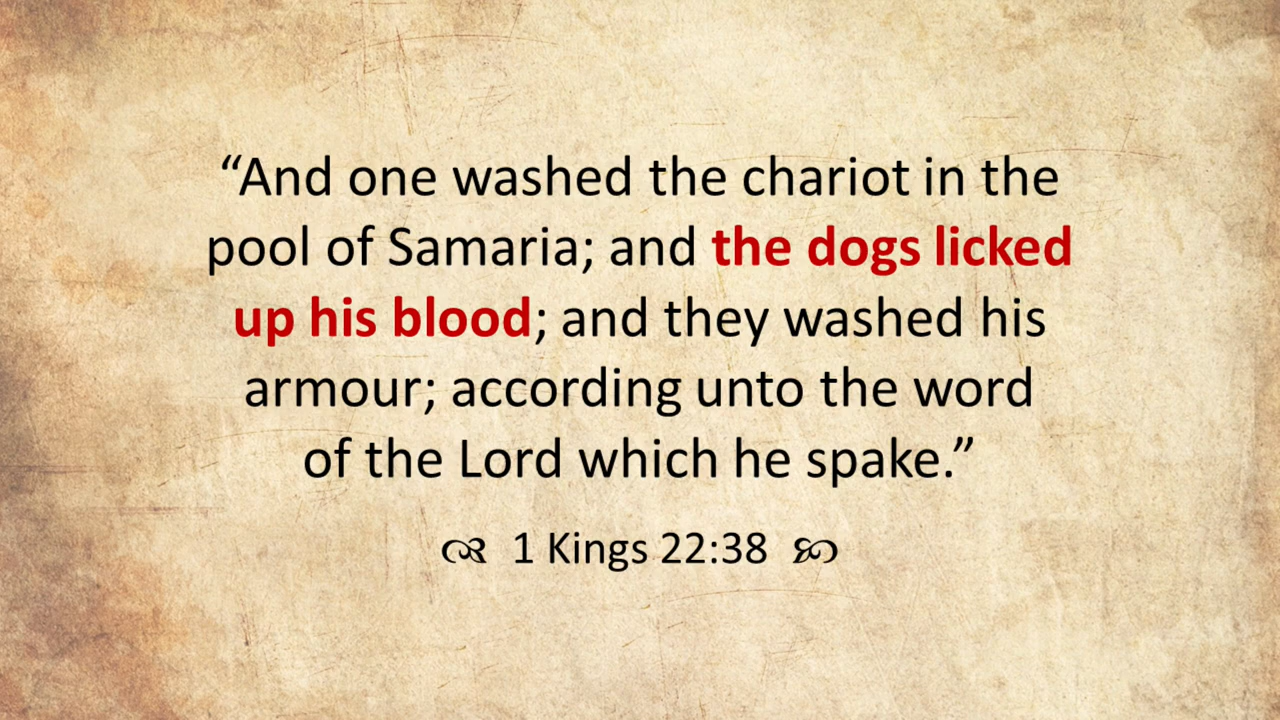 “And one washed the chariot in the
pool of Samaria; and the dogs licked
up his blood; and they washed his
armour; according unto the word
of the Lord which he spake.”
1 Kings 22:38